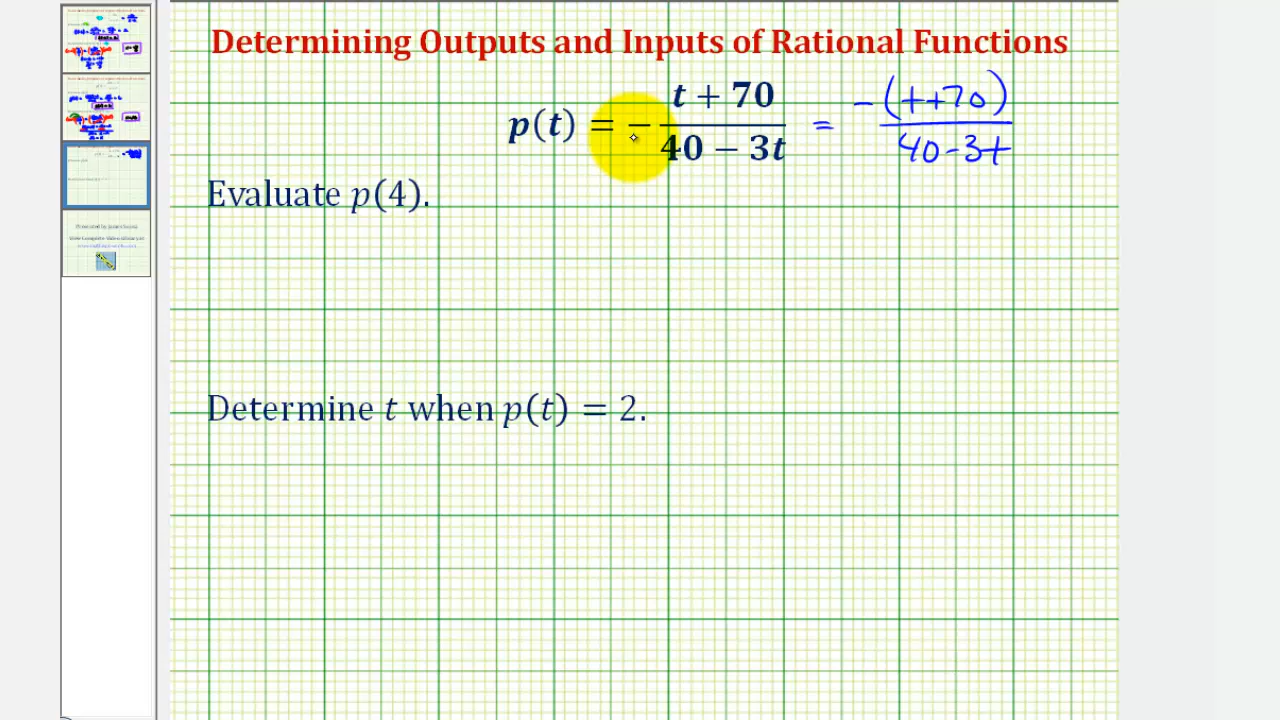 Determining Outputs and Inputs of Rational Functions
p(t) = − (t + 70)/(40 − 3t) = −(t+70)/(40−3t)
Evaluate p(4).
Determine t when p(t) = 2.